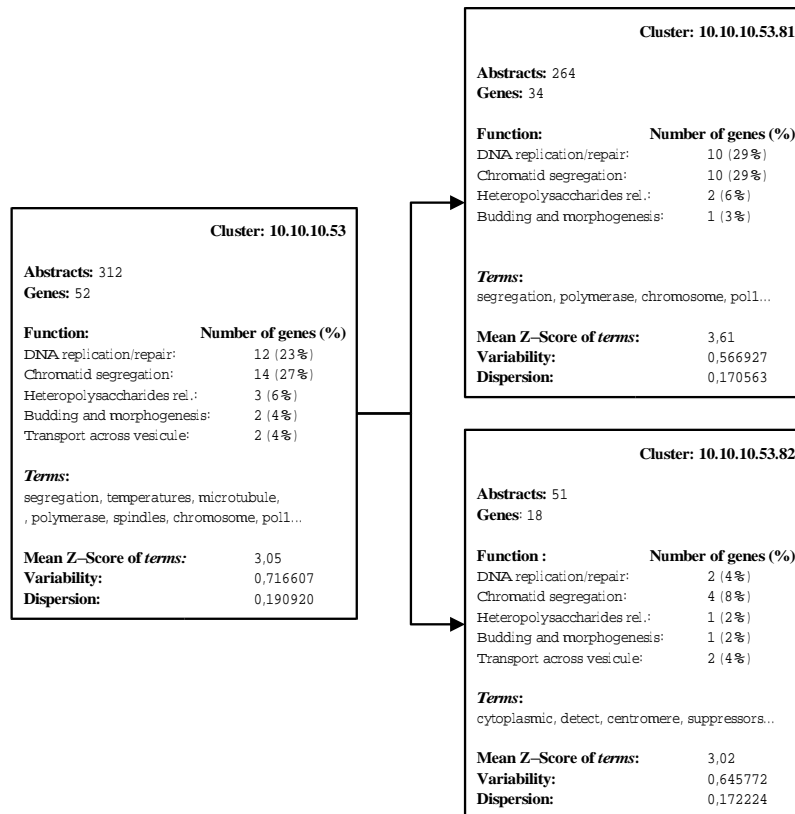 Cluster: 10.10.10.53
Abstracts: 312
Genes: 52
Function: Number of genes (%)
DNA replication/repair: 12 (23%)
Chromatid segregation: 14 (27%)
Heteropolysaccharides rel.: 3 (6%)
Budding and morphogenesis: 2 (4%)
Transport across vesicule: 2 (4%)
Terms:
segregation, temperatures, microtubule,
, polymerase, spindles, chromosome, pol1...
Mean Z–Score of terms: 3,05
Variability: 0,716607
Dispersion: 0,190920
Cluster: 10.10.10.53.81
Abstracts: 264
Genes: 34
Function: Number of genes (%)
DNA replication/repair: 10 (29%)
Chromatid segregation: 10 (29%)
Heteropolysaccharides rel.: 2 (6%)
Budding and morphogenesis: 1 (3%)
Terms:
segregation, polymerase, chromosome, pol1...
Mean Z–Score of terms: 3,61
Variability: 0,566927
Dispersion: 0,170563
Cluster: 10.10.10.53.82
Abstracts: 51
Genes: 18
Function : Number of genes (%)
DNA replication/repair: 2 (4%)
Chromatid segregation: 4 (8%)
Heteropolysaccharides rel.: 1 (2%)
Budding and morphogenesis: 1 (2%)
Transport across vesicule: 2 (4%)
Terms:
cytoplasmic, detect, centromere, suppressors...
Mean Z–Score of terms: 3,02
Variability: 0,645772
Dispersion: 0,172224